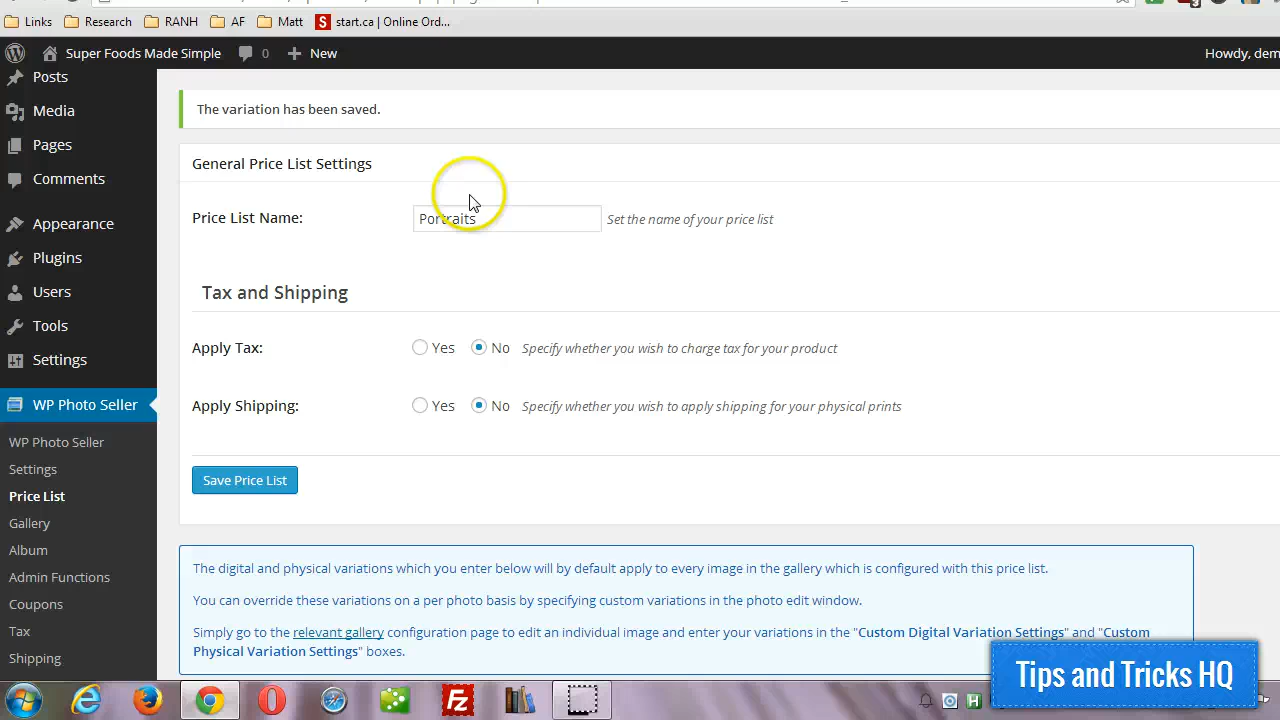 Links Research RANH AF Matt start.ca | Online Ord...
Super Foods Made Simple 0 New Howdy, dem
Posts
Media
Pages
Comments
Appearance
Plugins
Users
Tools
Settings
WP Photo Seller
WP Photo Seller
Settings
Price List
Gallery
Album
Admin Functions
Coupons
Tax
Shipping
The variation has been saved.
General Price List Settings
Price List Name: Portraits Set the name of your price list
Tax and Shipping
Apply Tax: Yes No Specify whether you wish to charge tax for your product
Apply Shipping: Yes No Specify whether you wish to apply shipping for your physical prints
Save Price List
The digital and physical variations which you enter below will by default apply to every image in the gallery which is configured with this price list.
You can override these variations on a per photo basis by specifying custom variations in the photo edit window.
Simply go to the relevant gallery configuration page to edit an individual image and enter your variations in the "Custom Digital Variation Settings" and "Custom
Physical Variation Settings" boxes.
Tips and Tricks HQ